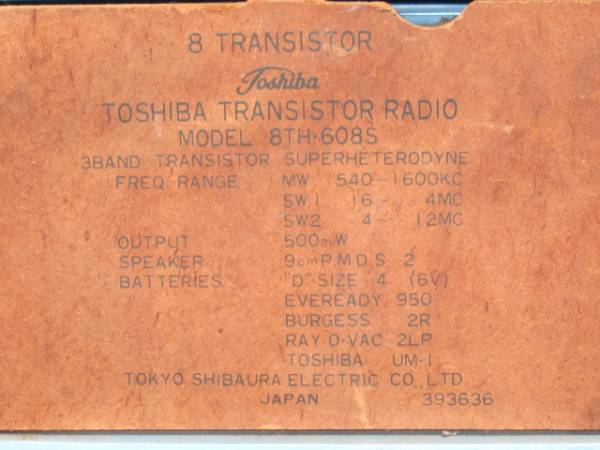 8 TRANSISTOR
Toshiba
TOSHIBA TRANSISTOR RADIO
MODEL 8TH-608S
3BAND TRANSISTOR SUPERHETERODYNE
FREQ RANGE MW 540~1600KC
SW1 1.6~ 4MC
SW2 4~ 12MC
OUTPUT 500mW
SPEAKER 9cmP.M.D.S 2
BATTERIES "D" SIZE 4 (6V)
EVEREADY 950
BURGESS 2R
RAY-O-VAC 2LP
TOSHIBA UM-1
TOKYO SHIBAURA ELECTRIC CO. LTD
JAPAN 393636